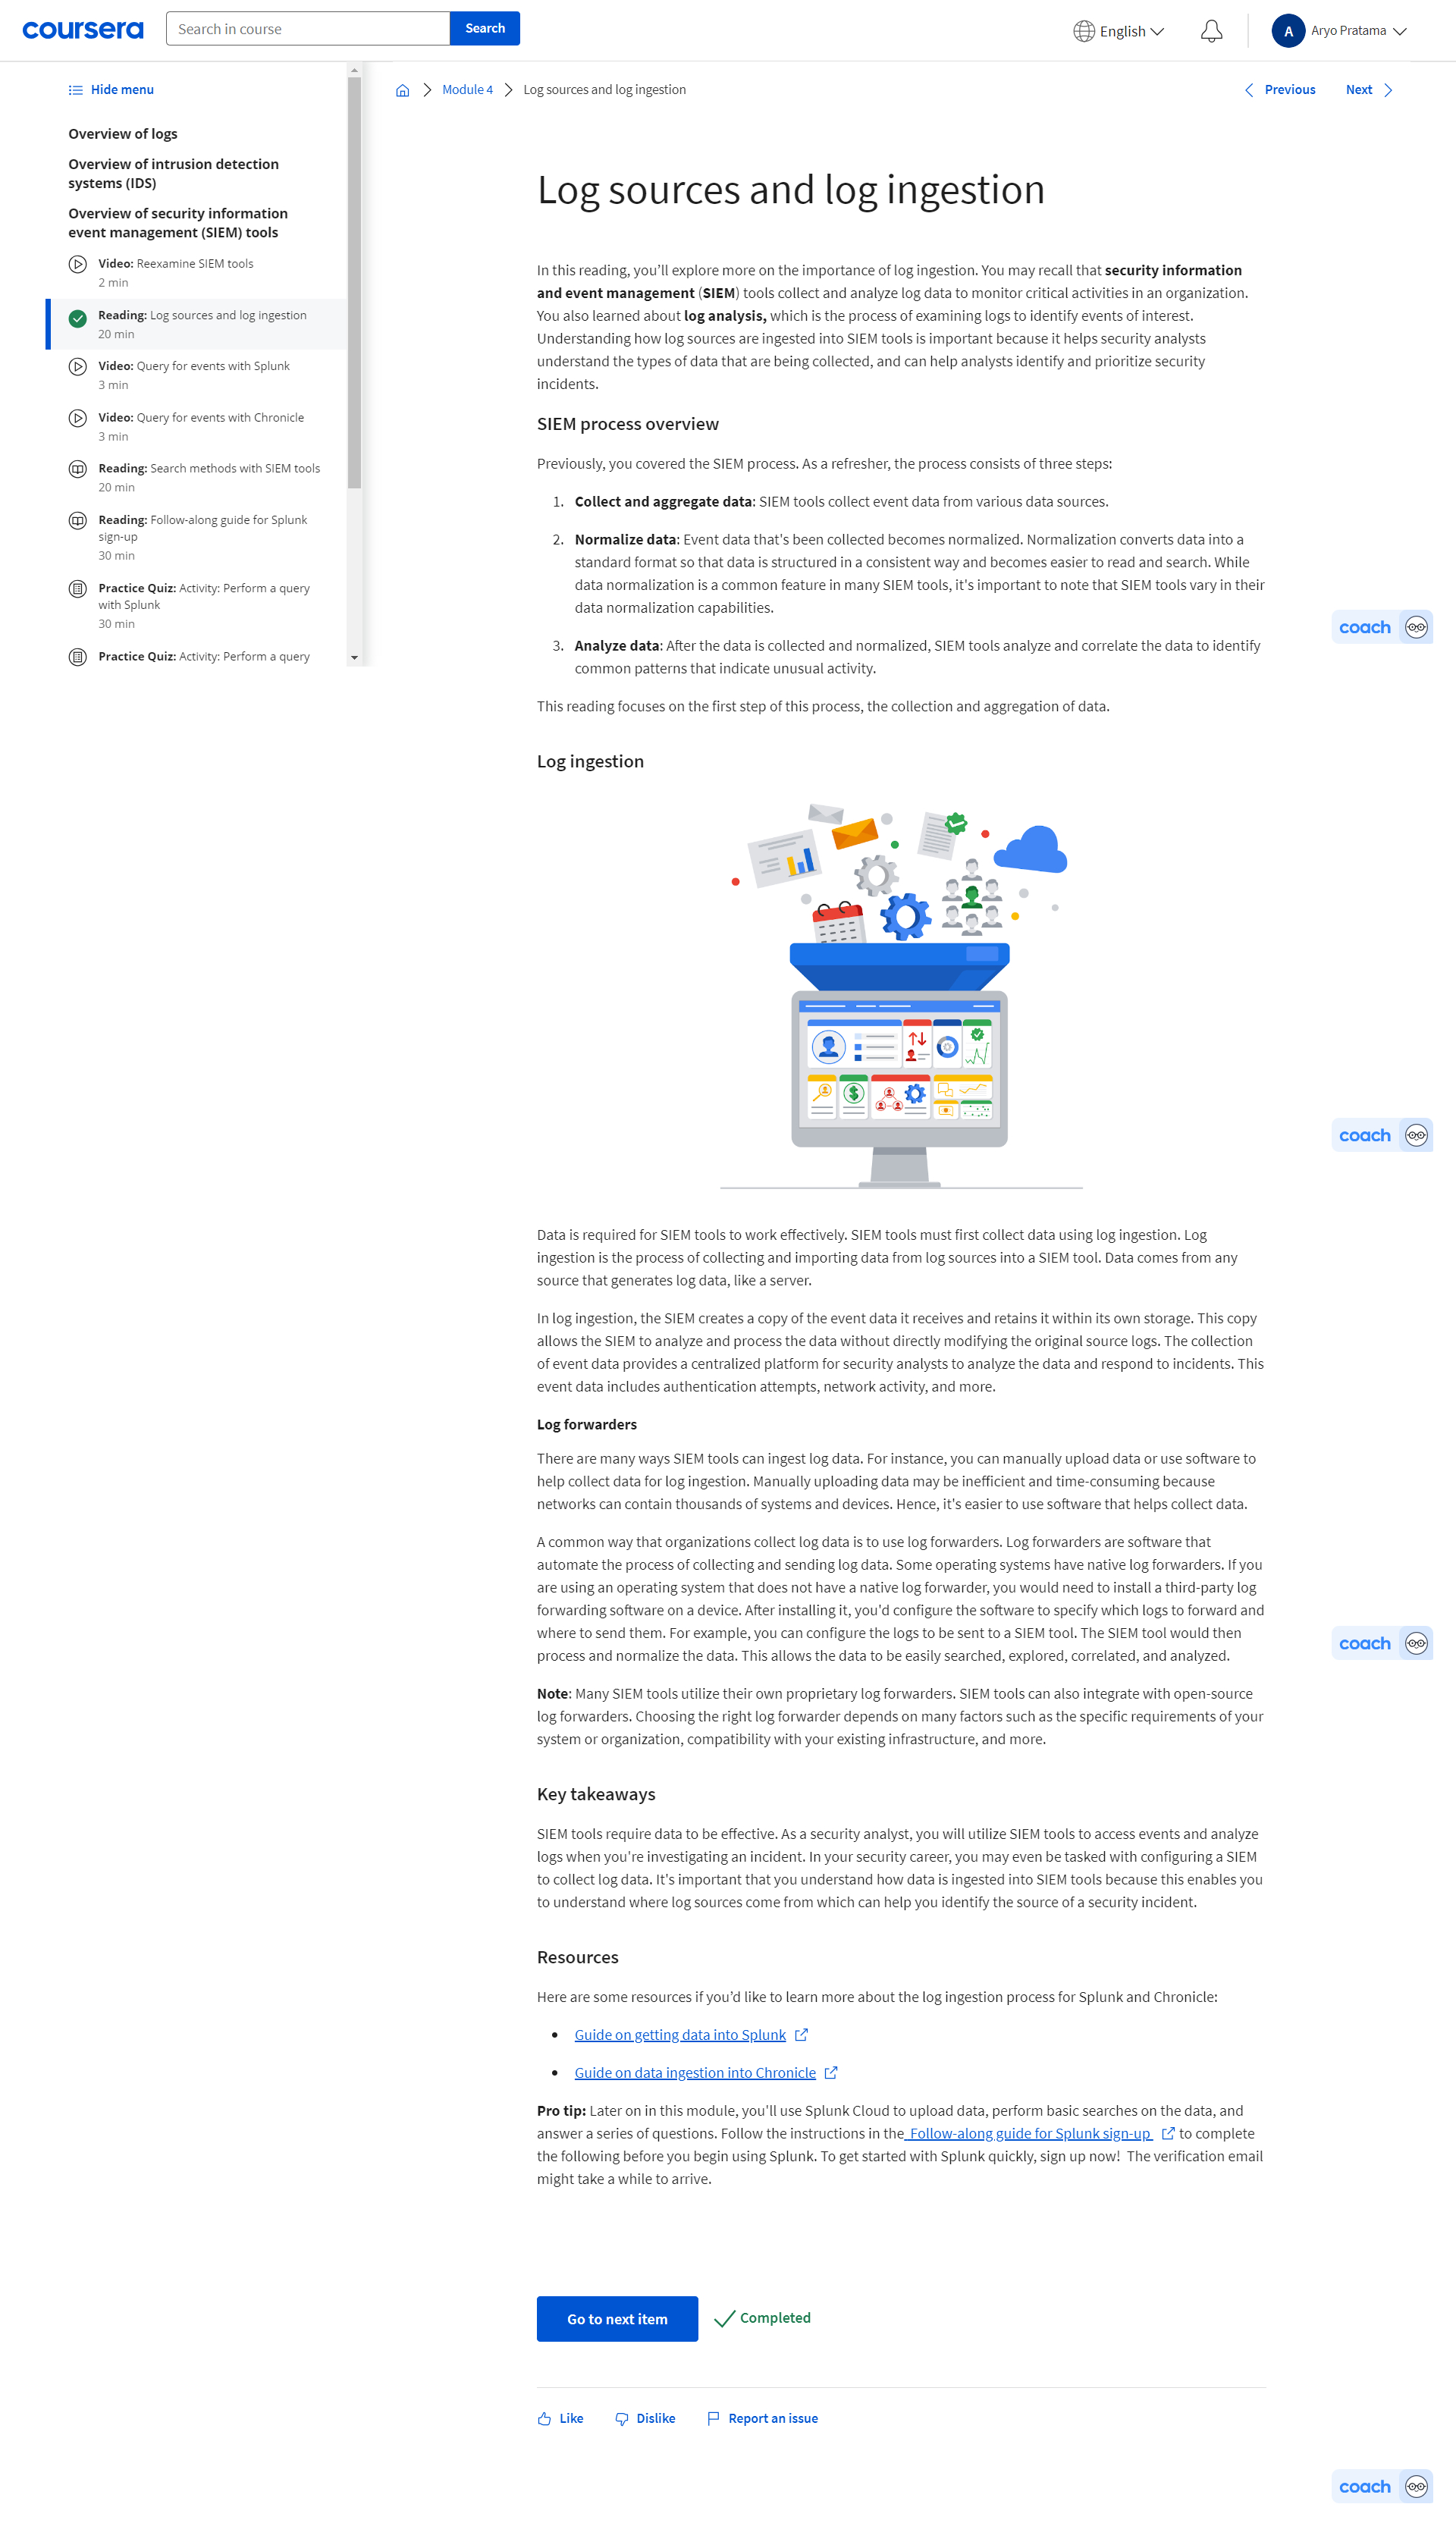 coursera
Search in course
Search
English
A
Aryo Pratama
Hide menu
Overview of logs
Overview of intrusion detection
systems (IDS)
Overview of security information
event management (SIEM) tools
Video: Reexamine SIEM tools
2 min
Reading: Log sources and log ingestion
20 min
Video: Query for events with Splunk
3 min
Video: Query for events with Chronicle
3 min
Reading: Search methods with SIEM tools
20 min
Reading: Follow-along guide for Splunk
sign-up
30 min
Practice Quiz: Activity: Perform a query
with Splunk
30 min
Practice Quiz: Activity: Perform a query
Module 4
Log sources and log ingestion
Previous
Next
Log sources and log ingestion
In this reading, you’ll explore more on the importance of log ingestion. You may recall that security information
and event management (SIEM) tools collect and analyze log data to monitor critical activities in an organization.
You also learned about log analysis, which is the process of examining logs to identify events of interest.
Understanding how log sources are ingested into SIEM tools is important because it helps security analysts
understand the types of data that are being collected, and can help analysts identify and prioritize security
incidents.
SIEM process overview
Previously, you covered the SIEM process. As a refresher, the process consists of three steps:
1. Collect and aggregate data: SIEM tools collect event data from various data sources.
2. Normalize data: Event data that's been collected becomes normalized. Normalization converts data into a
standard format so that data is structured in a consistent way and becomes easier to read and search. While
data normalization is a common feature in many SIEM tools, it's important to note that SIEM tools vary in their
data normalization capabilities.
coach
3. Analyze data: After the data is collected and normalized, SIEM tools analyze and correlate the data to identify
common patterns that indicate unusual activity.
This reading focuses on the first step of this process, the collection and aggregation of data.
Log ingestion
$
coach
Data is required for SIEM tools to work effectively. SIEM tools must first collect data using log ingestion. Log
ingestion is the process of collecting and importing data from log sources into a SIEM tool. Data comes from any
source that generates log data, like a server.
In log ingestion, the SIEM creates a copy of the event data it receives and retains it within its own storage. This copy
allows the SIEM to analyze and process the data without directly modifying the original source logs. The collection
of event data provides a centralized platform for security analysts to analyze the data and respond to incidents. This
event data includes authentication attempts, network activity, and more.
Log forwarders
There are many ways SIEM tools can ingest log data. For instance, you can manually upload data or use software to
help collect data for log ingestion. Manually uploading data may be inefficient and time-consuming because
networks can contain thousands of systems and devices. Hence, it's easier to use software that helps collect data.
A common way that organizations collect log data is to use log forwarders. Log forwarders are software that
automate the process of collecting and sending log data. Some operating systems have native log forwarders. If you
are using an operating system that does not have a native log forwarder, you would need to install a third-party log
forwarding software on a device. After installing it, you'd configure the software to specify which logs to forward and
where to send them. For example, you can configure the logs to be sent to a SIEM tool. The SIEM tool would then
process and normalize the data. This allows the data to be easily searched, explored, correlated, and analyzed.
coach
Note: Many SIEM tools utilize their own proprietary log forwarders. SIEM tools can also integrate with open-source
log forwarders. Choosing the right log forwarder depends on many factors such as the specific requirements of your
system or organization, compatibility with your existing infrastructure, and more.
Key takeaways
SIEM tools require data to be effective. As a security analyst, you will utilize SIEM tools to access events and analyze
logs when you're investigating an incident. In your security career, you may even be tasked with configuring a SIEM
to collect log data. It's important that you understand how data is ingested into SIEM tools because this enables you
to understand where log sources come from which can help you identify the source of a security incident.
Resources
Here are some resources if you’d like to learn more about the log ingestion process for Splunk and Chronicle:
• Guide on getting data into Splunk
• Guide on data ingestion into Chronicle
Pro tip: Later on in this module, you'll use Splunk Cloud to upload data, perform basic searches on the data, and
answer a series of questions. Follow the instructions in the Follow-along guide for Splunk sign-up to complete
the following before you begin using Splunk. To get started with Splunk quickly, sign up now! The verification email
might take a while to arrive.
Go to next item
Completed
Like
Dislike
Report an issue
coach